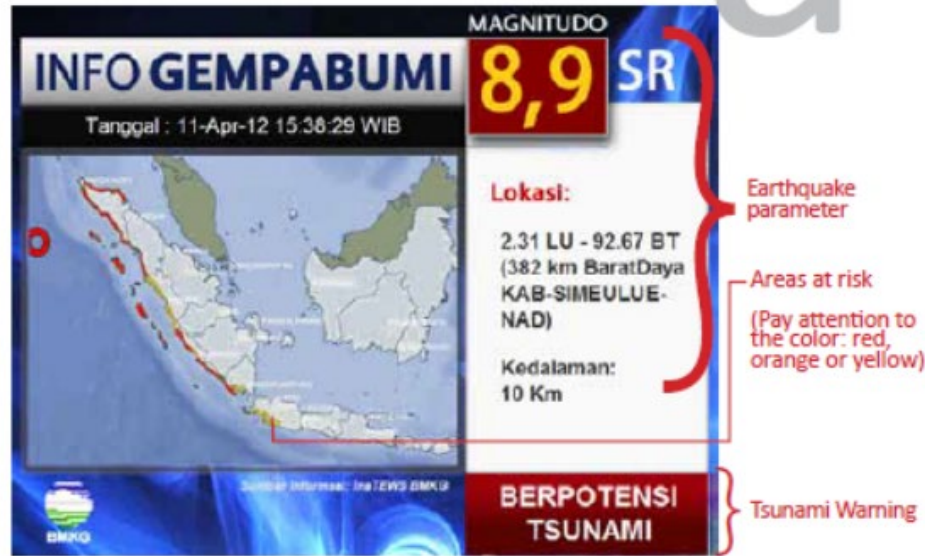 MAGNITUDO
INFO GEMPABUMI
8,9 SR
Tanggal : 11-Apr-12 15:38:29 WIB
Lokasi:
2.31 LU - 92.67 BT
(382 km BaratDaya
KAB-SIMEULUE-
NAD)
Kedalaman:
10 Km
Sumber Informasi: InaTEWS BMKG
BMKG
BERPOTENSI
TSUNAMI
Earthquake
parameter
Areas at risk
(Pay attention to
the color: red,
orange or yellow)
Tsunami Warning